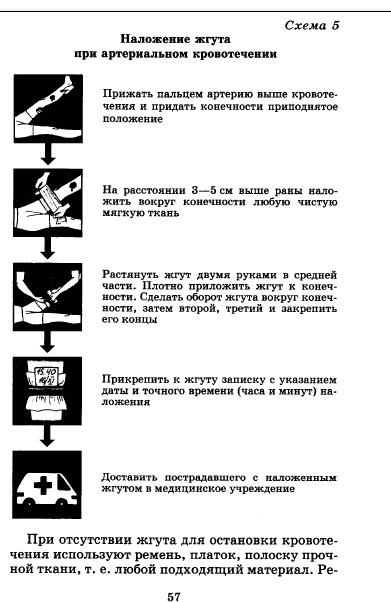 Схема 5
Наложение жгута
при артериальном кровотечении
Прижать пальцем артерию выше кровоте-
чения и придать конечности приподнятое
положение
На расстоянии 3—5 см выше раны нало-
жить вокруг конечности любую чистую
мягкую ткань
Растянуть жгут двумя руками в средней
части. Плотно приложить жгут к конеч-
ности. Сделать оборот жгута вокруг конеч-
ности, затем второй, третий и закрепить
его концы
15.40
Прикрепить к жгуту записку с указанием
даты и точного времени (часа и минут) на-
ложения
Доставить пострадавшего с наложенным
жгутом в медицинское учреждение
При отсутствии жгута для остановки кровоте-
чения используют ремень, платок, полоску проч-
ной ткани, т. е. любой подходящий материал. Ре-
57